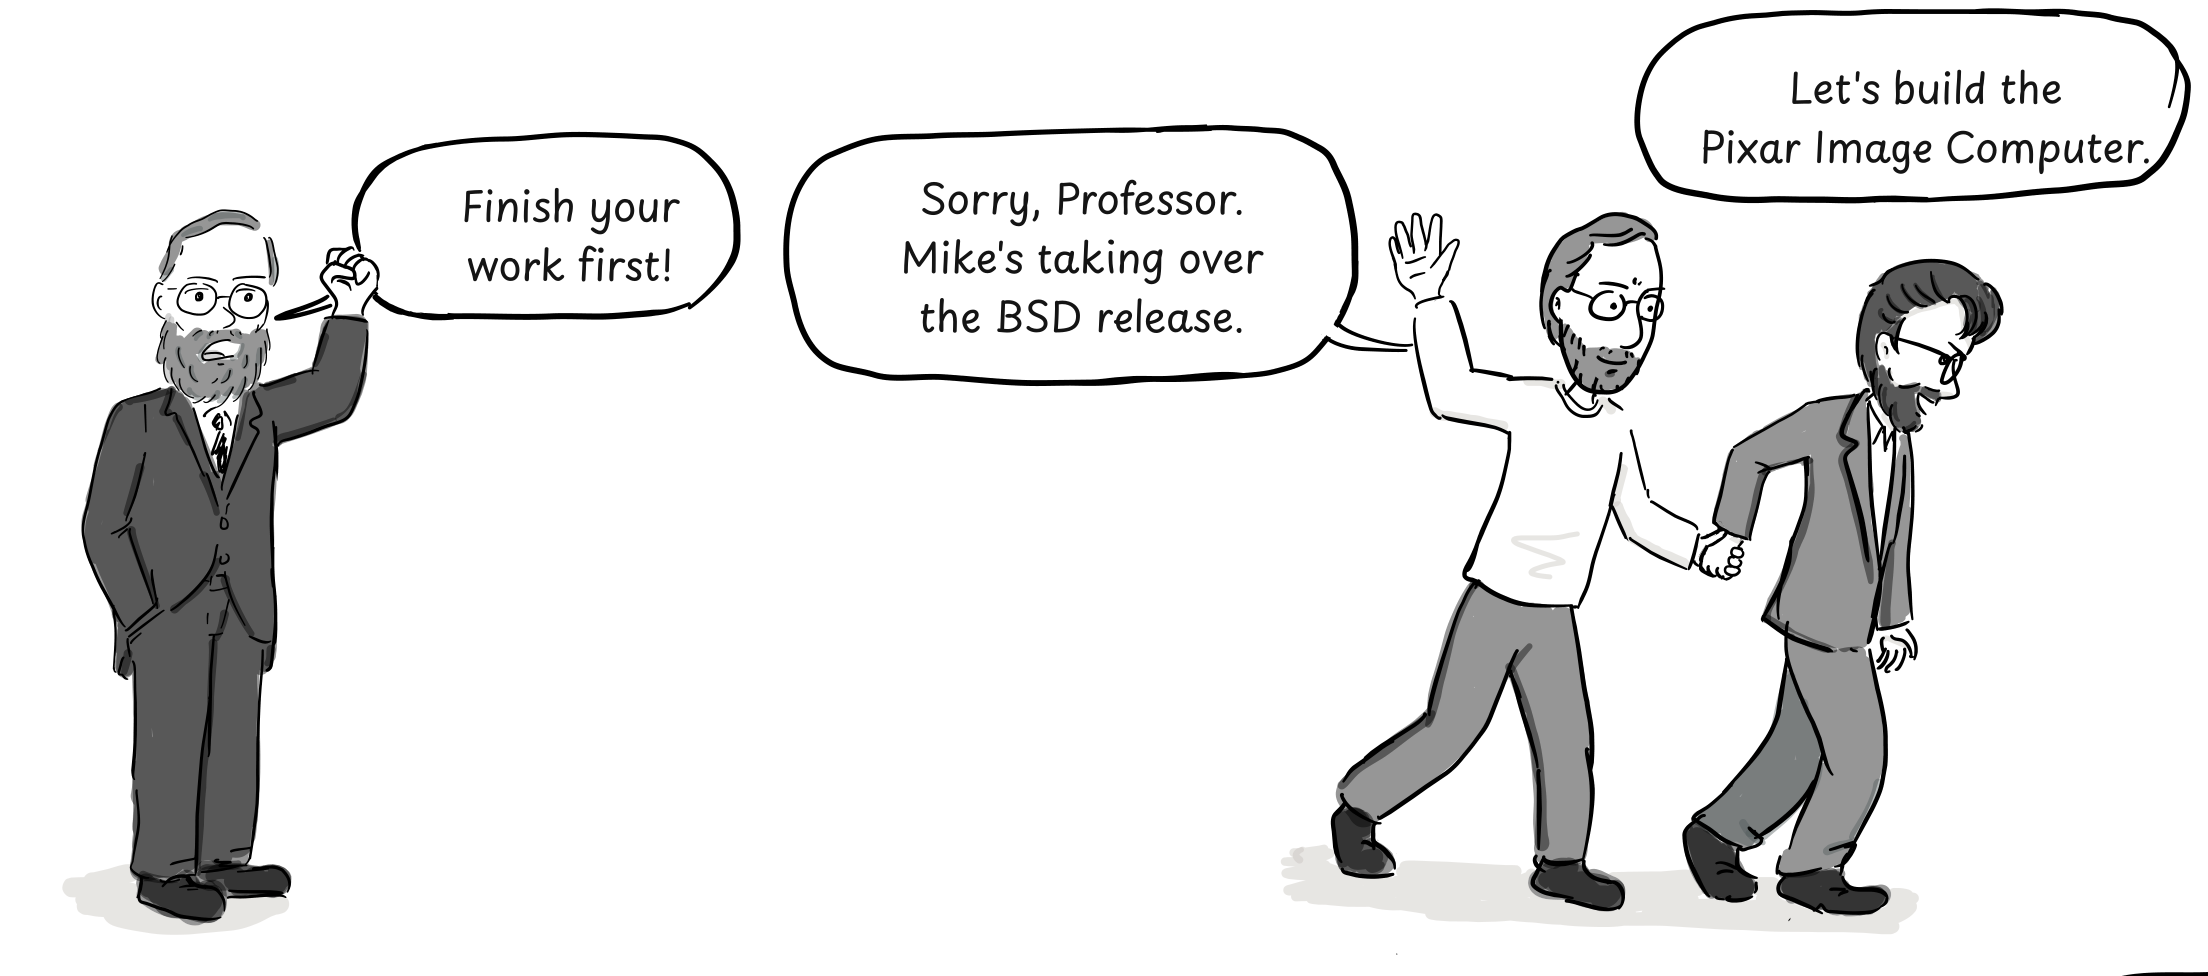 Finish your
work first!
Sorry, Professor.
Mike's taking over
the BSD release.
Let's build the
Pixar Image Computer.